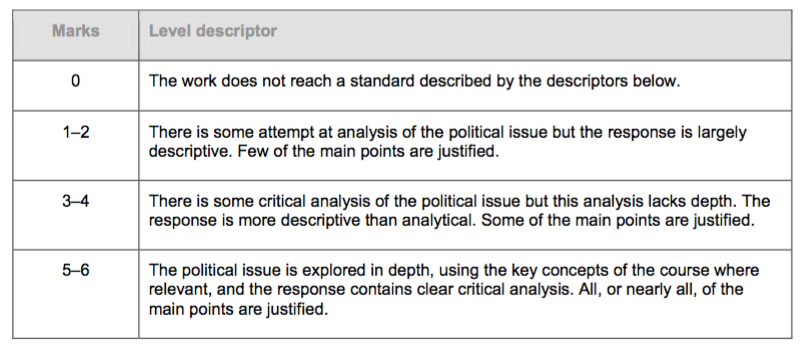 Marks Level descriptor
0 The work does not reach a standard described by the descriptors below.
1–2 There is some attempt at analysis of the political issue but the response is largely
descriptive. Few of the main points are justified.
3–4 There is some critical analysis of the political issue but this analysis lacks depth. The
response is more descriptive than analytical. Some of the main points are justified.
5–6 The political issue is explored in depth, using the key concepts of the course where
relevant, and the response contains clear critical analysis. All, or nearly all, of the
main points are justified.